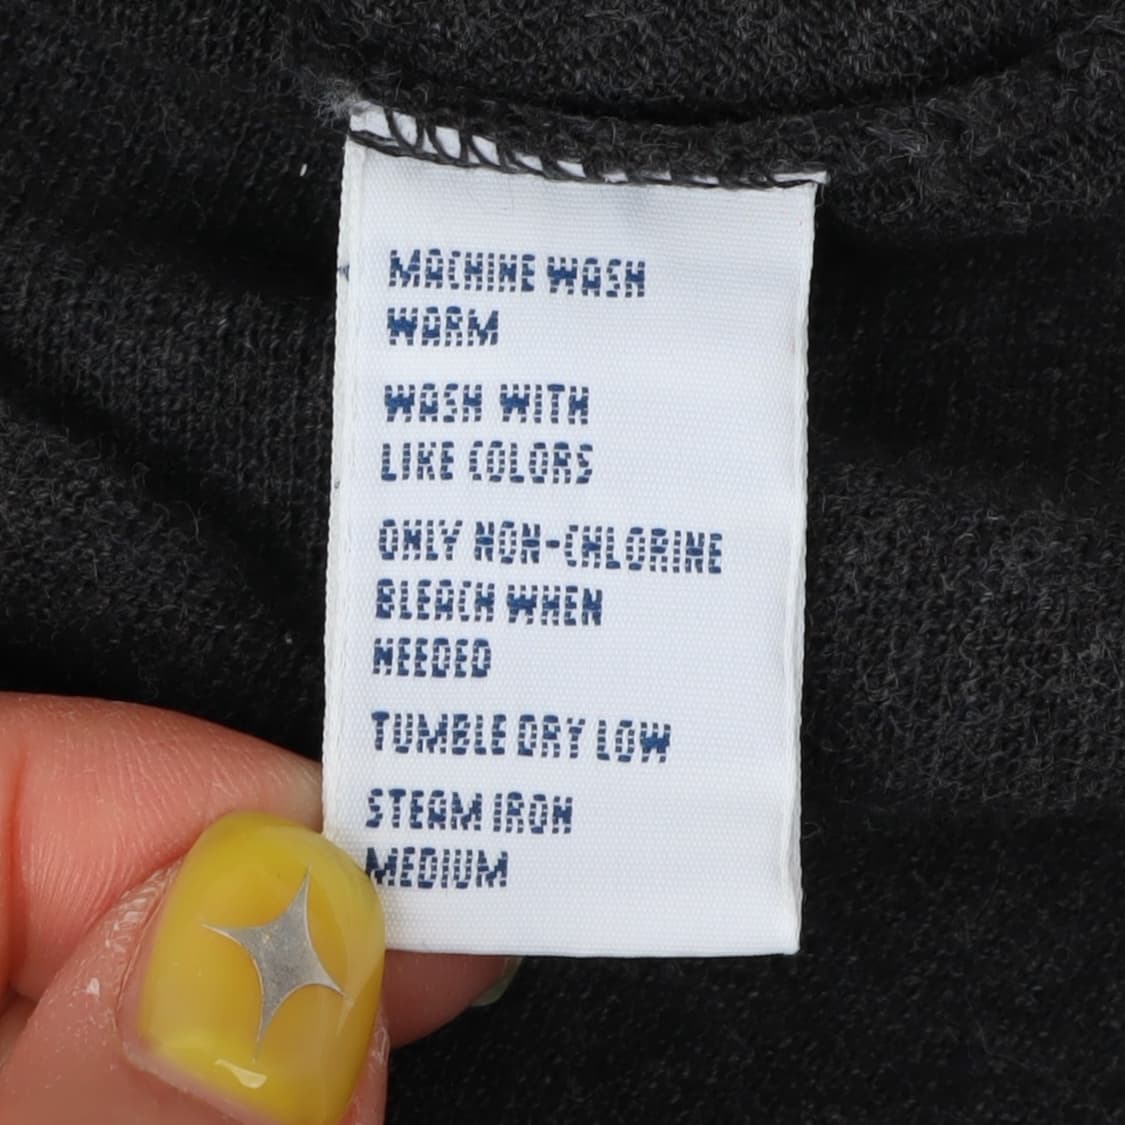 MACHINE WASH
WARM
WASH WITH
LIKE COLORS
ONLY NON-CHLORINE
BLEACH WHEN
NEEDED
TUMBLE DRY LOW
STEAM IRON
MEDIUM